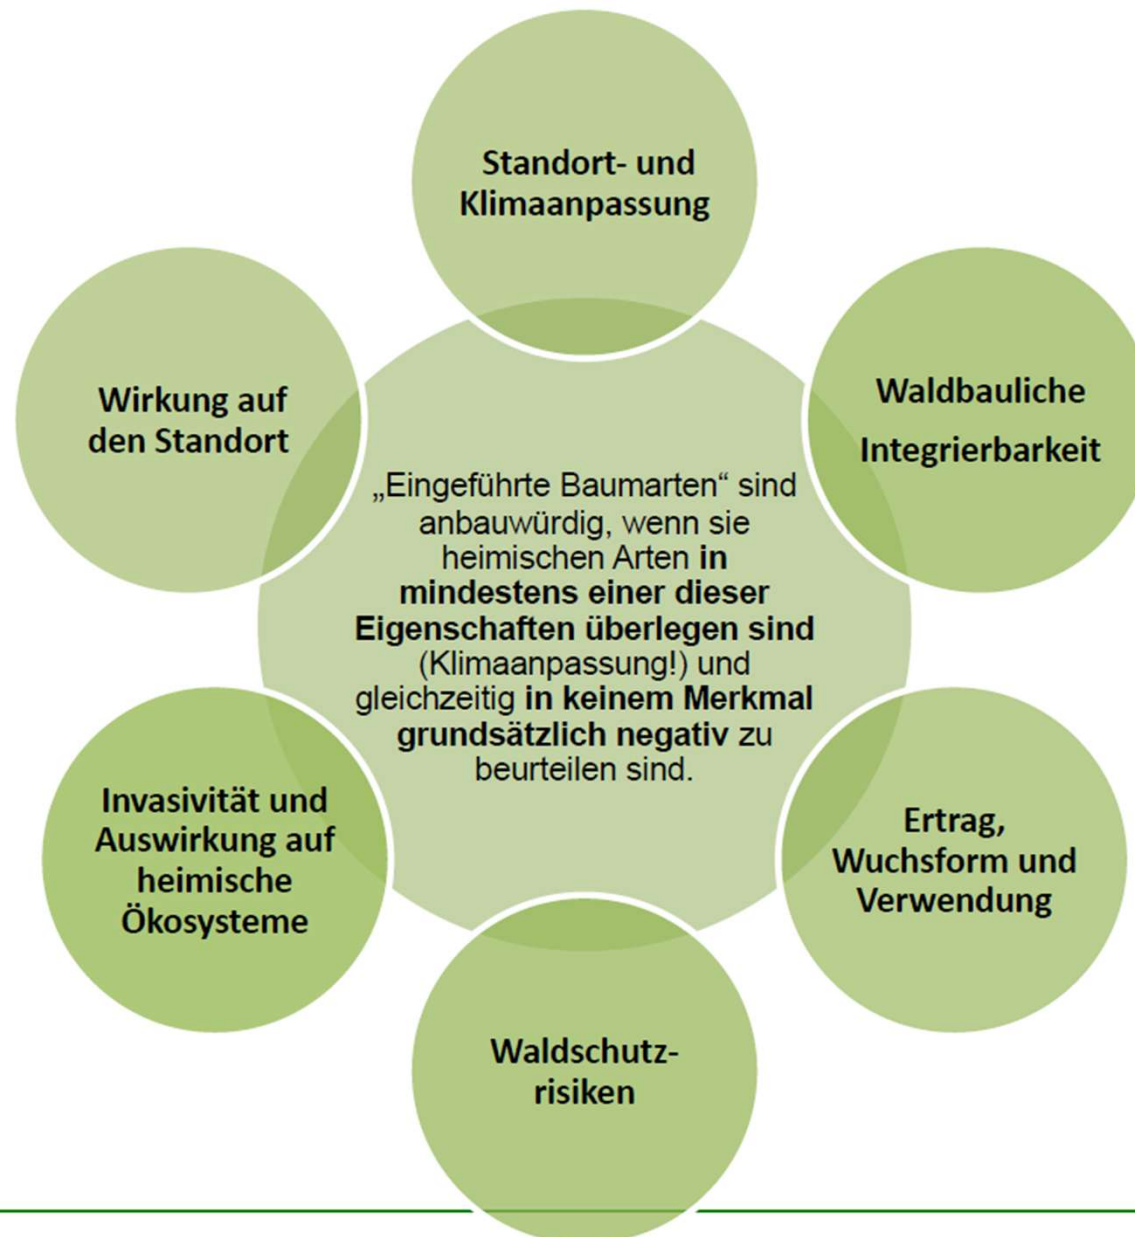 Standort- und
Klimaanpassung
Waldbauliche
Integrierbarkeit
Ertrag,
Wuchsform und
Verwendung
Waldschutz-
risiken
Invasivität und
Auswirkung auf
heimische
Ökosysteme
Wirkung auf
den Standort
„Eingeführte Baumarten“ sind
anbauwürdig, wenn sie
heimischen Arten in
mindestens einer dieser
Eigenschaften überlegen sind
(Klimaanpassung!) und
gleichzeitig in keinem Merkmal
grundsätzlich negativ zu
beurteilen sind.